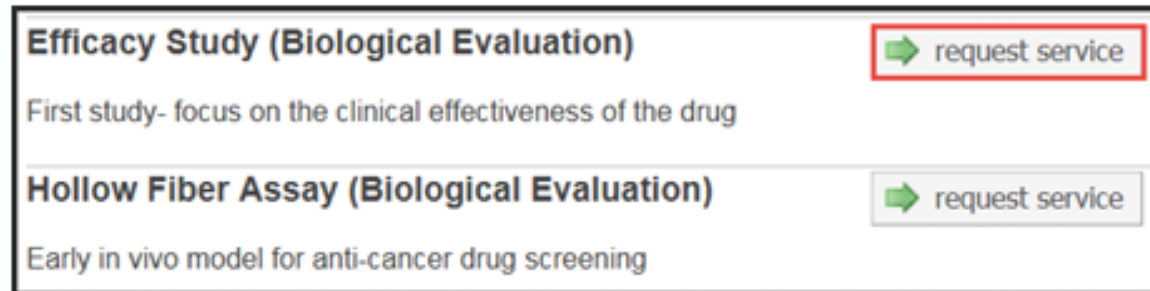 Efficacy Study (Biological Evaluation)
request service
First study- focus on the clinical effectiveness of the drug
Hollow Fiber Assay (Biological Evaluation)
request service
Early in vivo model for anti-cancer drug screening